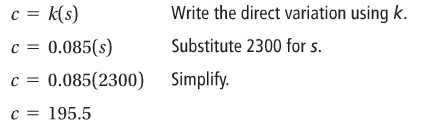 c = k(s) Write the direct variation using k.
c = 0.085(s) Substitute 2300 for s.
c = 0.085(2300) Simplify.
c = 195.5